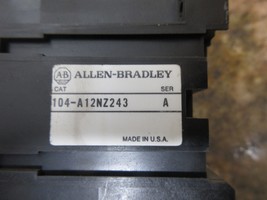 AB ALLEN-BRADLEY
CAT SER
104-A12NZ243 A
MADE IN U.S.A.